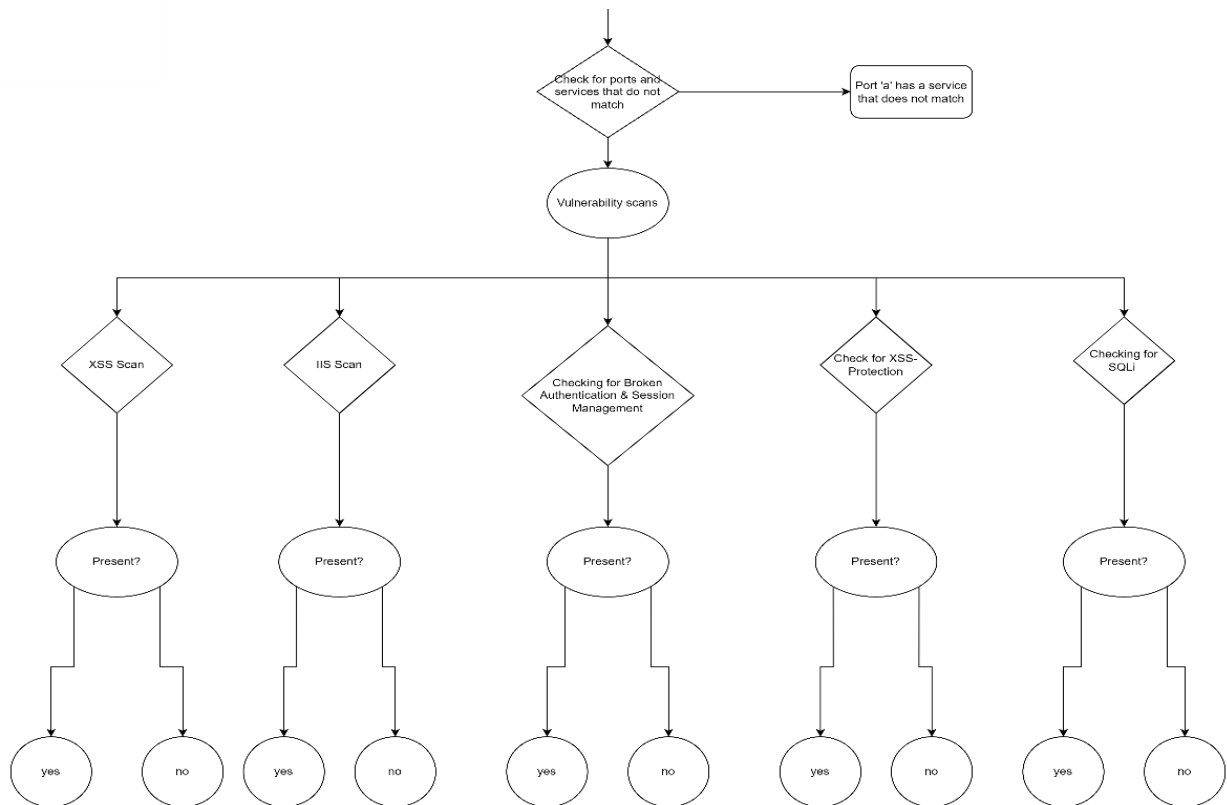 Check for ports and
services that do not
match
Port 'a' has a service
that does not match
Vulnerability scans
XSS Scan
IIS Scan
Checking for Broken
Authentication & Session
Management
Check for XSS-
Protection
Checking for
SQLi
Present?
Present?
Present?
Present?
Present?
yes
no
yes
no
yes
no
yes
no
yes
no